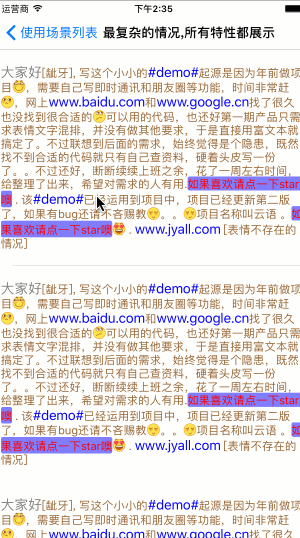 运营商 下午2:35
使用场景列表 最复杂的情况,所有特性都展示
大家好[龇牙], 写这个小小的#demo#起源是因为年前做项
目😁，需要自己写即时通讯和朋友圈等功能，时间非常赶
🤔，网上www.baidu.com和www.google.cn找了很久
也没找到很合适的🤔可以用的代码，也还好第一期产品只需
求表情文字混排，并没有做其他要求，于是直接用富文本就
搞定了。不过联想到后面的需求，始终觉得是个隐患，既然
找不到合适的代码就只有自己查资料，硬着头皮写一份
了。。不过还好，断断续续上班之余，花了一周左右时间，
给整理了出来，希望对需求的人有用.如果喜欢请点一下star
噢 . 该#demo#已经运用到项目中，项目已经更新第二版
了，如果有bug还请不吝赐教😏。。😏项目名称叫云语 。如
果喜欢请点一下star噢😍 . www.jyall.com [表情不存在的
情况]
大家好[龇牙], 写这个小小的#demo#起源是因为年前做项
目😁，需要自己写即时通讯和朋友圈等功能，时间非常赶
🤔，网上www.baidu.com和www.google.cn找了很久
也没找到很合适的🤔可以用的代码，也还好第一期产品只需
求表情文字混排，并没有做其他要求，于是直接用富文本就
搞定了。不过联想到后面的需求，始终觉得是个隐患，既然
找不到合适的代码就只有自己查资料，硬着头皮写一份
了。。不过还好，断断续续上班之余，花了一周左右时间，
给整理了出来，希望对需求的人有用.如果喜欢请点一下star
噢 . 该#demo#已经运用到项目中，项目已经更新第二版
了，如果有bug还请不吝赐教😏。。😏项目名称叫云语 。如
果喜欢请点一下star噢😍 . www.jyall.com [表情不存在的
情况]
大家好[龇牙], 写这个小小的#demo#起源是因为年前做项
目😁，需要自己写即时通讯和朋友圈等功能，时间非常赶
🤔，网上www.baidu.com和www.google.cn找了很久